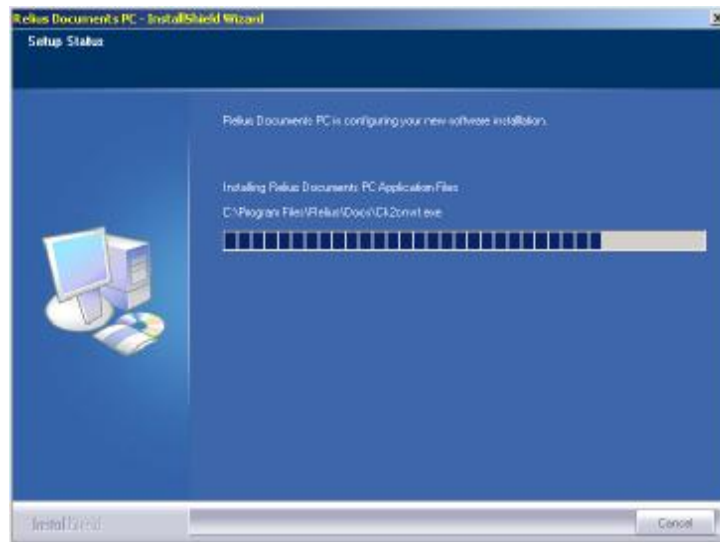 Relius Documents PC - InstallShield Wizard
Setup Status
Relius Documents PC is configuring your new software installation.
Installing Relius Documents PC Application Files
C:\Program Files\Relius\Docs\
InstallShield
Cancel